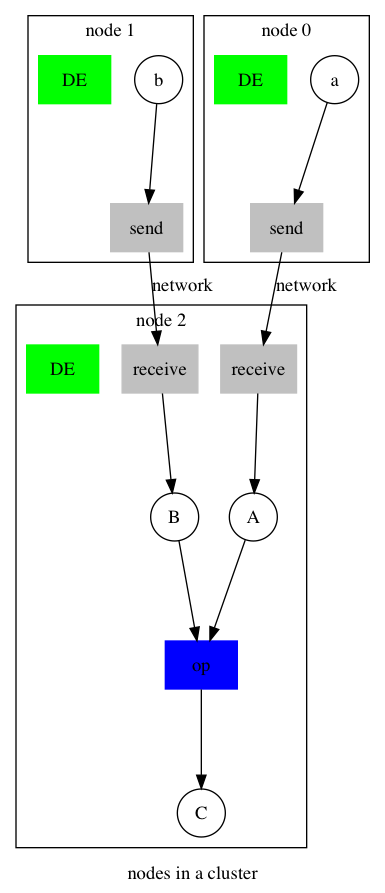 node 1
node 0
DE
b
DE
a
send
send
network
network
node 2
DE
receive
receive
B
A
op
C
nodes in a cluster